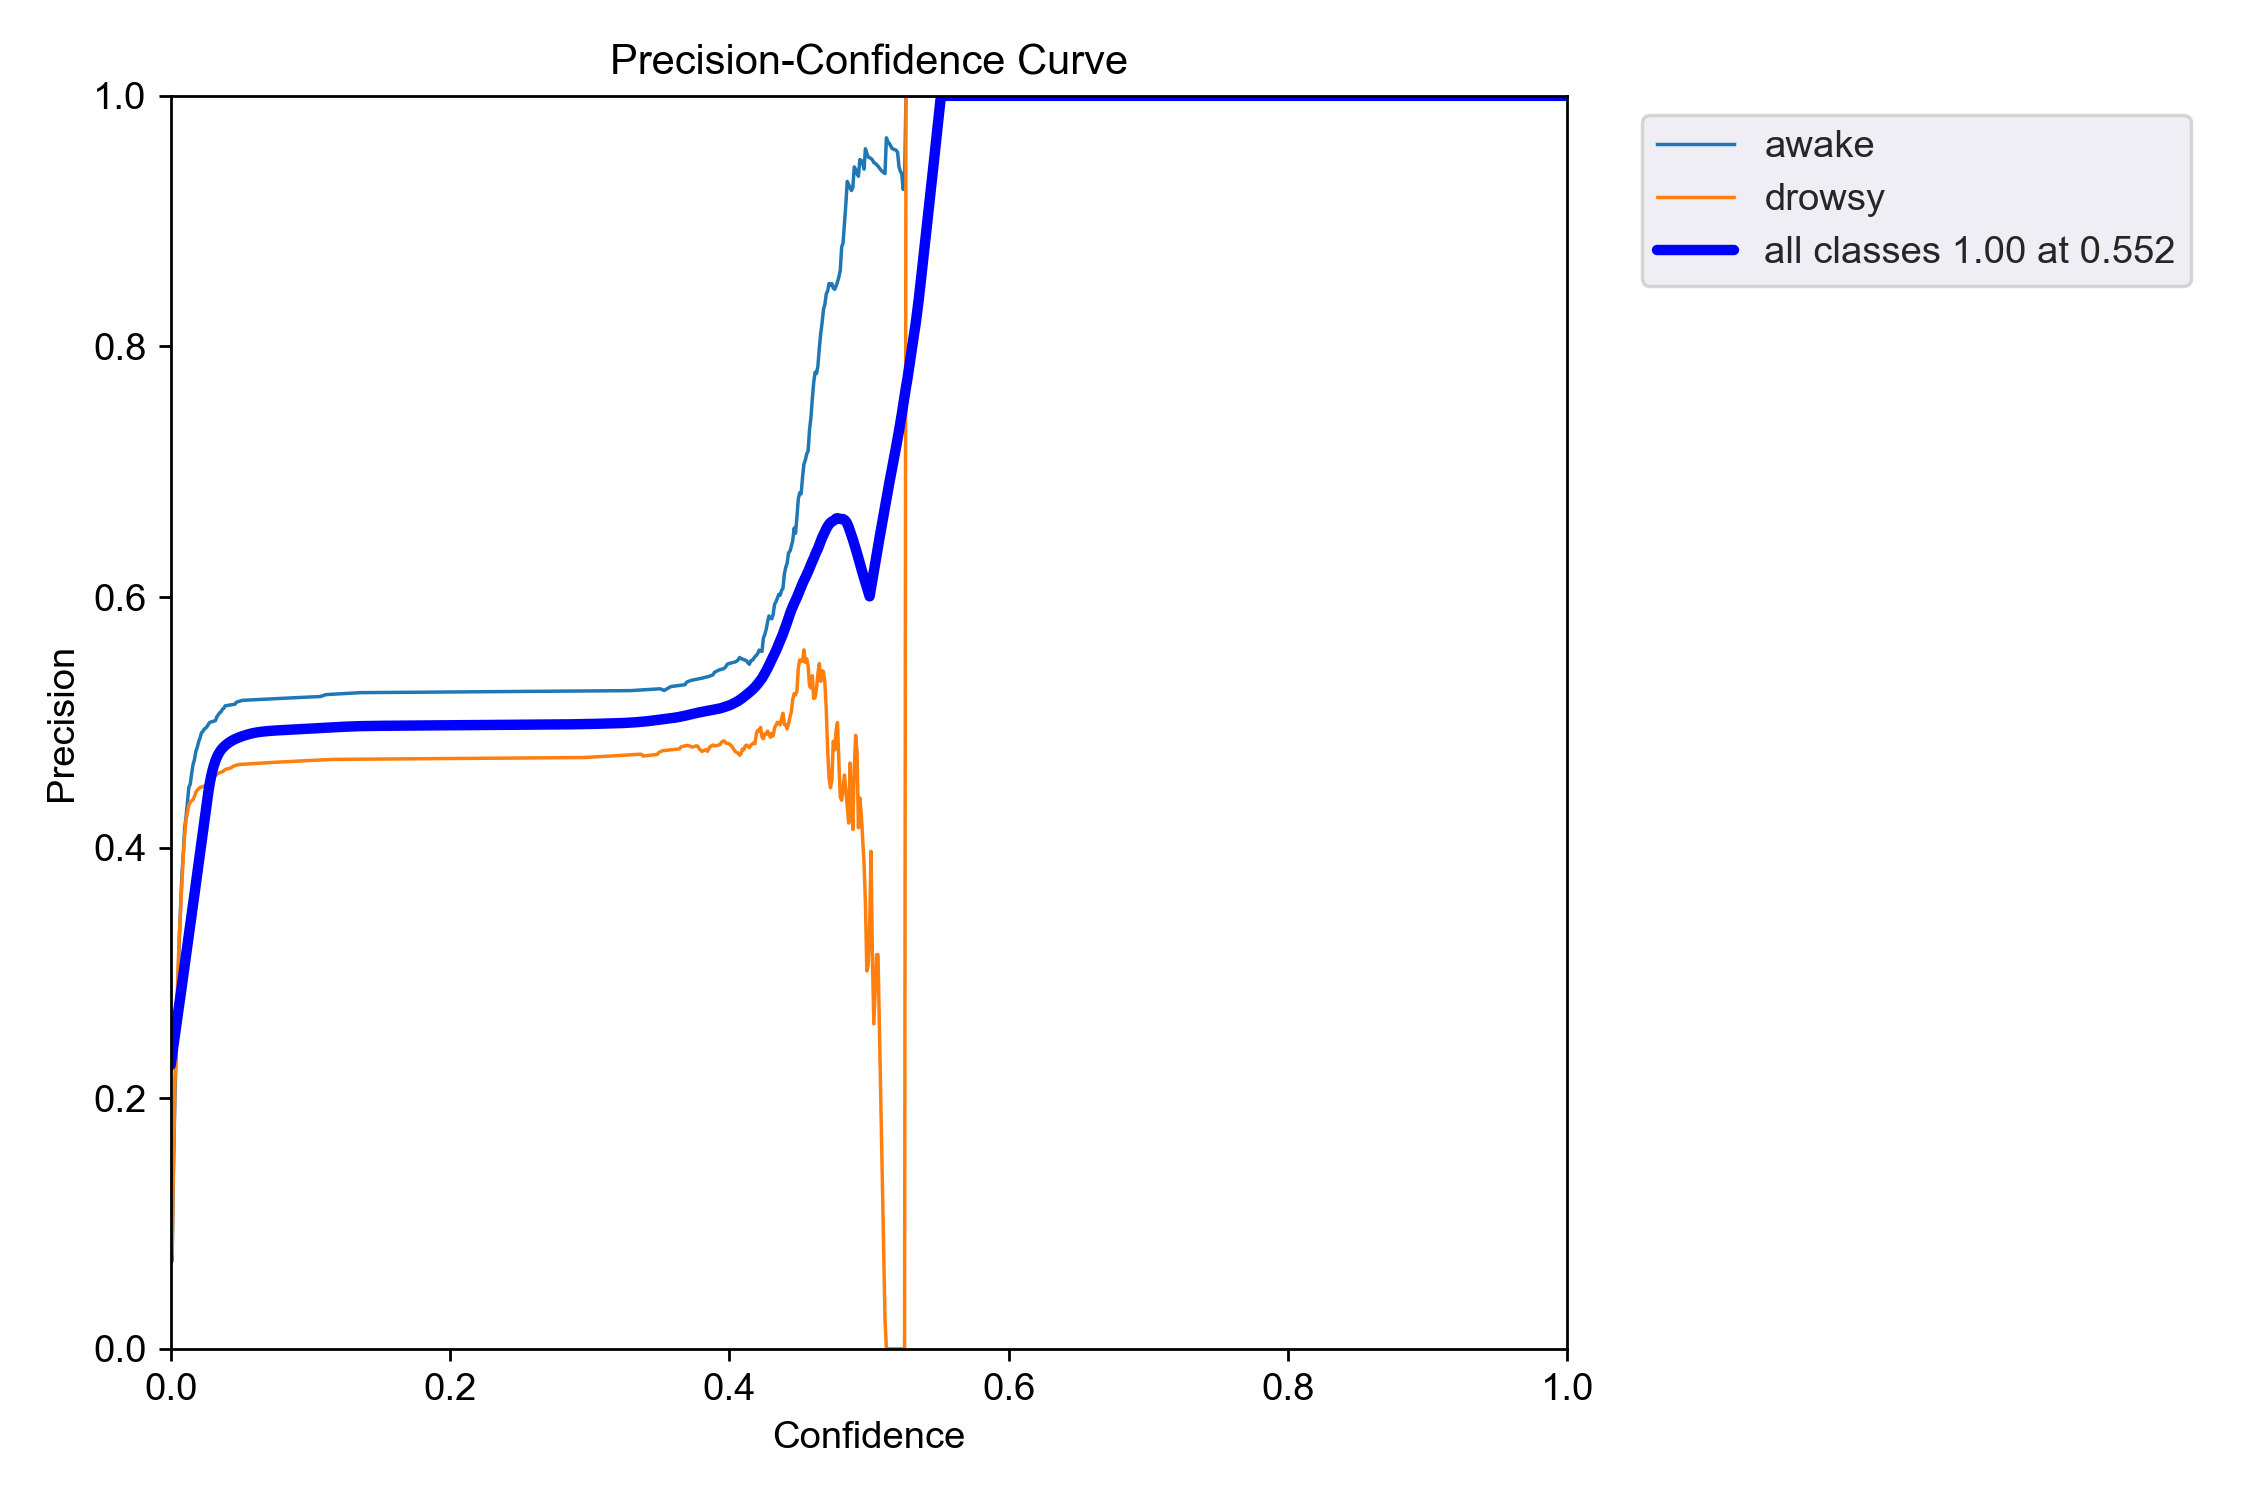 Precision-Confidence Curve
1.0
0.8
0.6
0.4
0.2
0.0
Precision
0.0 0.2 0.4 0.6 0.8 1.0
Confidence
awake
drowsy
all classes 1.00 at 0.552